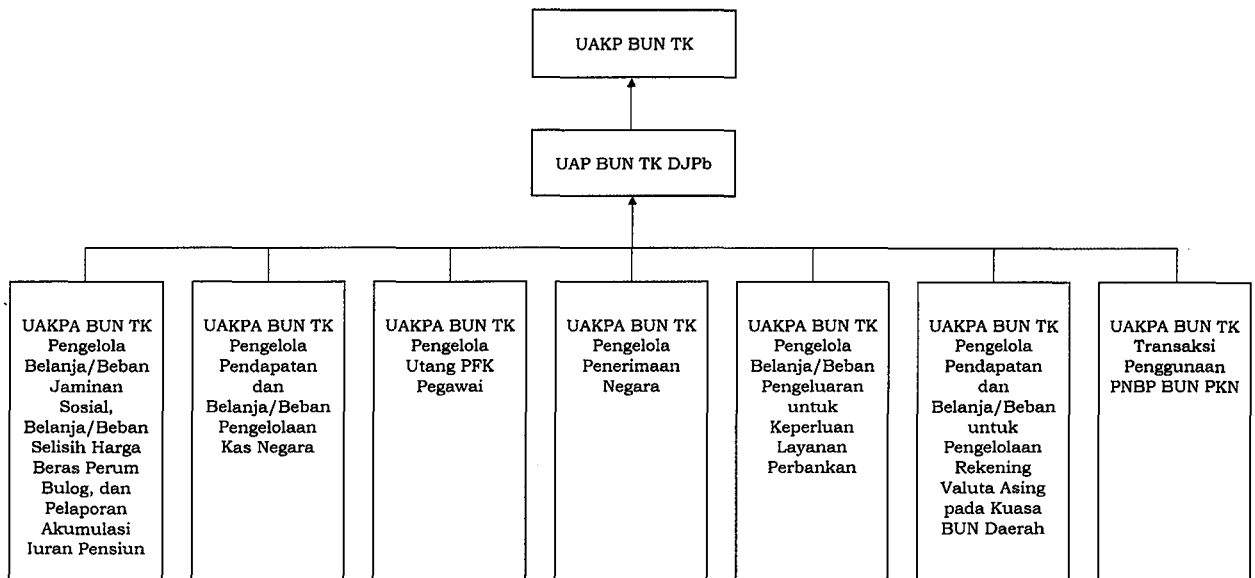 UAKP BUN TK
UAP BUN TK DJPb
UAKPA BUN TK
Pengelola
Belanja/Beban
Jaminan
Sosial,
Belanja/Beban
Selisih Harga
Beras Perum
Bulog, dan
Pelaporan
Akumulasi
Iuran Pensiun
UAKPA BUN TK
Pengelola
Pendapatan
dan
Belanja/Beban
Pengelolaan
Kas Negara
UAKPA BUN TK
Pengelola
Utang PFK
Pegawai
UAKPA BUN TK
Pengelola
Penerimaan
Negara
UAKPA BUN TK
Pengelola
Belanja/Beban
Pengeluaran
untuk
Keperluan
Layanan
Perbankan
UAKPA BUN TK
Pengelola
Pendapatan
dan
Belanja/Beban
untuk
Pengelolaan
Rekening
Valuta Asing
pada Kuasa
BUN Daerah
UAKPA BUN TK
Transaksi
Penggunaan
PNBP BUN PKN